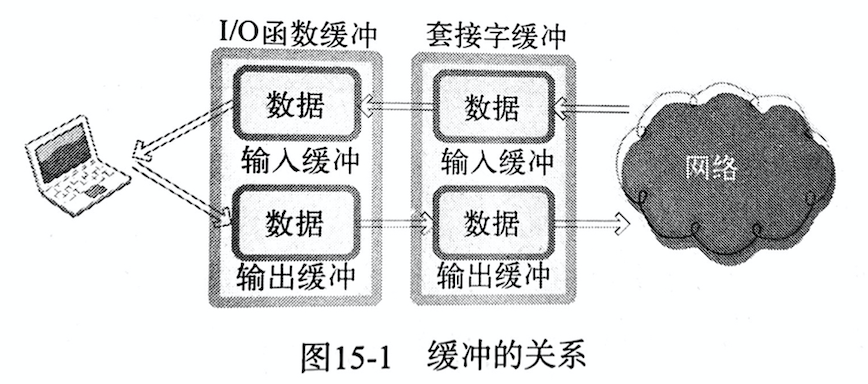 I/O函数缓冲
套接字缓冲
数据
数据
输入缓冲
输入缓冲
网络
数据
数据
输出缓冲
输出缓冲
图15-1 缓冲的关系